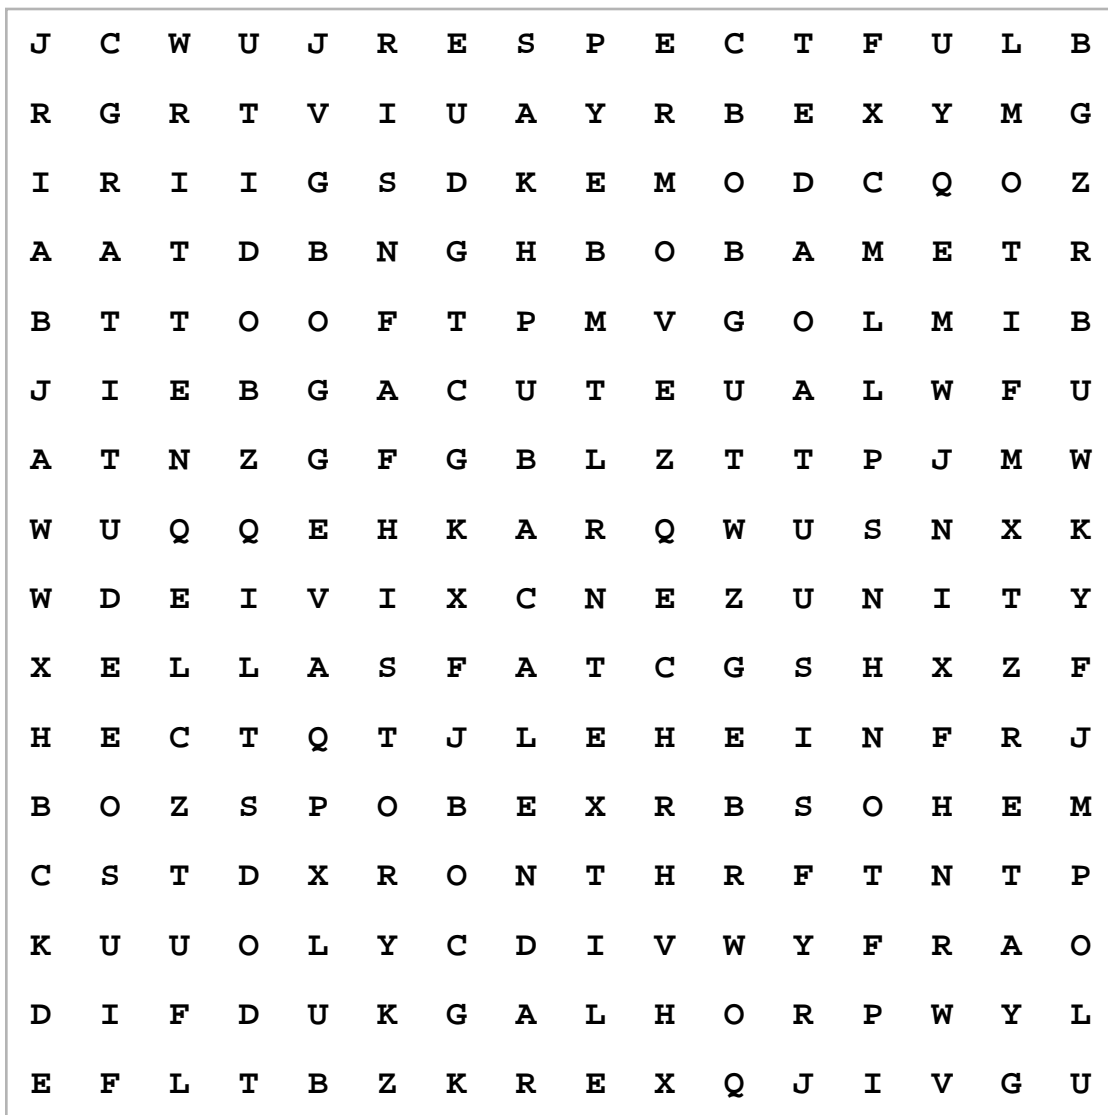 J C W U J R E S P E C T F U L B
R G R T V I U A Y R B E X Y M G
I R I I G S D K E M O D C Q O Z
A A T D B N G H B O B A M E T R
B T T O O F T P M V G O L M I B
J I E B G A C U T E U A L W F U
A T N Z G F G B L Z T T P J M W
W U Q Q E H K A R Q W U S N X K
W D E I V I X C N E Z U N I T Y
X E L L A S F A T C G S H X Z F
H E C T Q T J L E H E I N F R J
B O Z S P O B E X R B S O H E M
C S T D X R O N T H R F T N T P
K U U O L Y C D I V W Y F R A O
D I F D U K G A L H O R P W Y L
E F L T B Z K R E X Q J I V G U